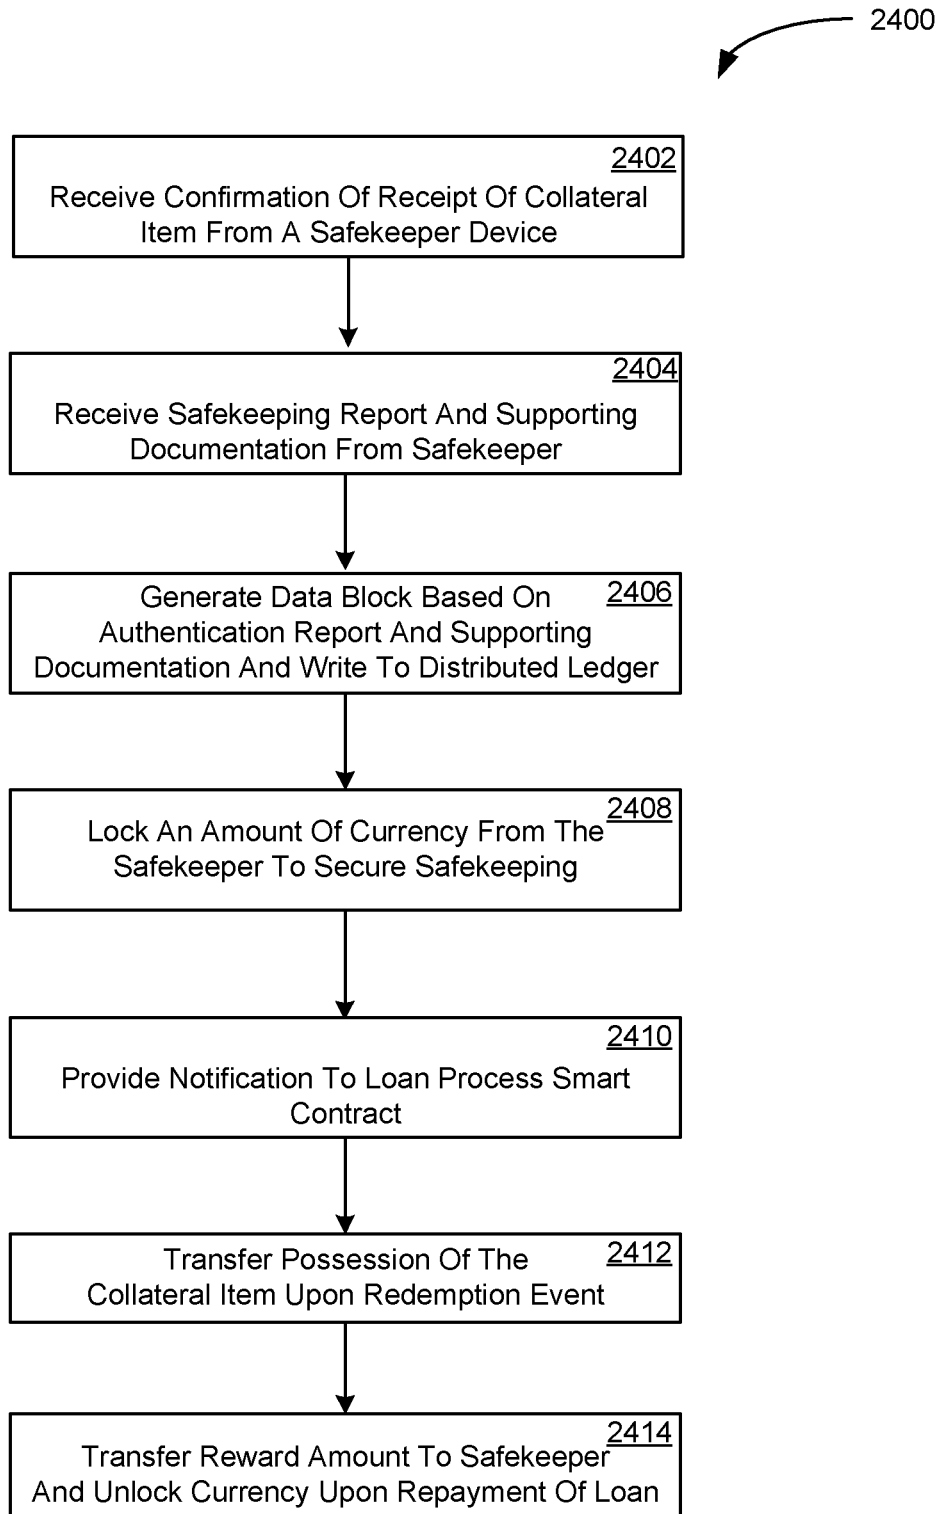 2400
2402
Receive Confirmation Of Receipt Of Collateral
Item From A Safekeeper Device
2404
Receive Safekeeping Report And Supporting
Documentation From Safekeeper
2406
Generate Data Block Based On
Authentication Report And Supporting
Documentation And Write To Distributed Ledger
2408
Lock An Amount Of Currency From The
Safekeeper To Secure Safekeeping
2410
Provide Notification To Loan Process Smart
Contract
2412
Transfer Possession Of The
Collateral Item Upon Redemption Event
2414
Transfer Reward Amount To Safekeeper
And Unlock Currency Upon Repayment Of Loan